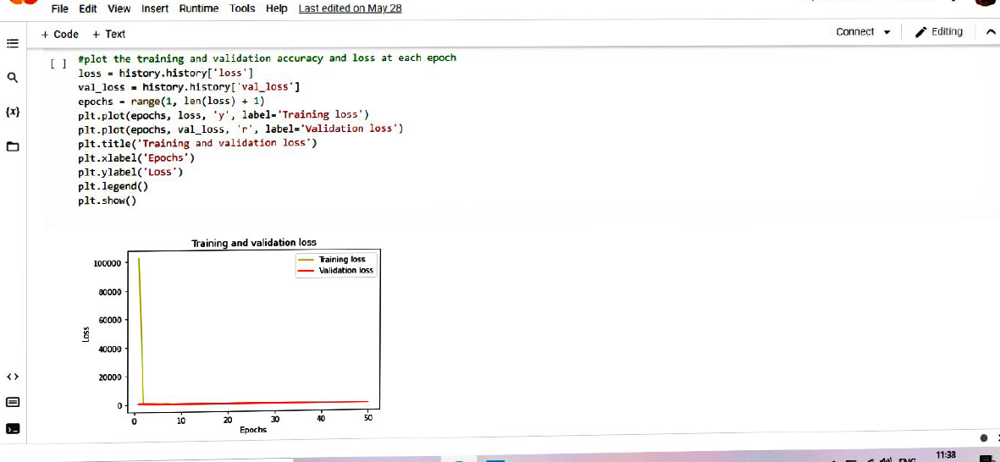 File Edit View Insert Runtime Tools Help Last edited on May 28
+ Code + Text
Connect
Editing
[ ] #plot the training and validation accuracy and loss at each epoch
loss = history.history['loss']
val_loss = history.history['val_loss']
epochs = range(1, len(loss) + 1)
plt.plot(epochs, loss, 'y', label='Training loss')
plt.plot(epochs, val_loss, 'r', label='Validation loss')
plt.title('Training and validation loss')
plt.xlabel('Epochs')
plt.ylabel('Loss')
plt.legend()
plt.show()
{x}
Training and validation loss
Training loss
Validation loss
100000
80000
60000
40000
20000
0
Loss
0 10 20 30 40 50
Epochs
<>
ENG
11:38